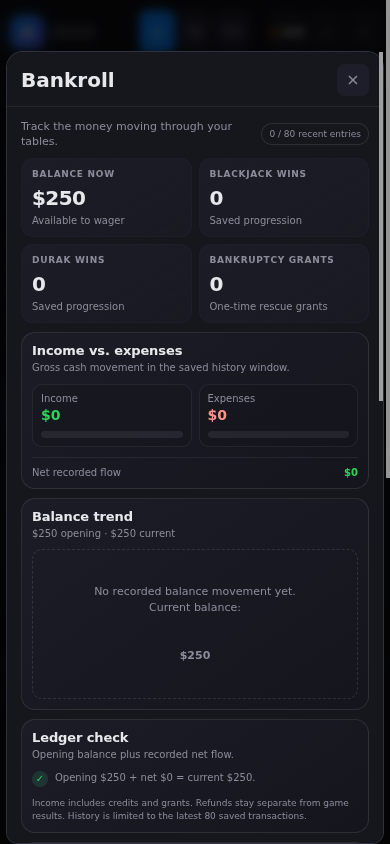 Bankroll
×
Track the money moving through your
tables.
0 / 80 recent entries
BALANCE NOW
$250
Available to wager
BLACKJACK WINS
0
Saved progression
DURAK WINS
0
Saved progression
BANKRUPTCY GRANTS
0
One-time rescue grants
Income vs. expenses
Gross cash movement in the saved history window.
Income
$0
Expenses
$0
Net recorded flow
$0
Balance trend
$250 opening · $250 current
No recorded balance movement yet.
Current balance:
$250
Ledger check
Opening balance plus recorded net flow.
✓ Opening $250 + net $0 = current $250.
Income includes credits and grants. Refunds stay separate from game
results. History is limited to the latest 80 saved transactions.